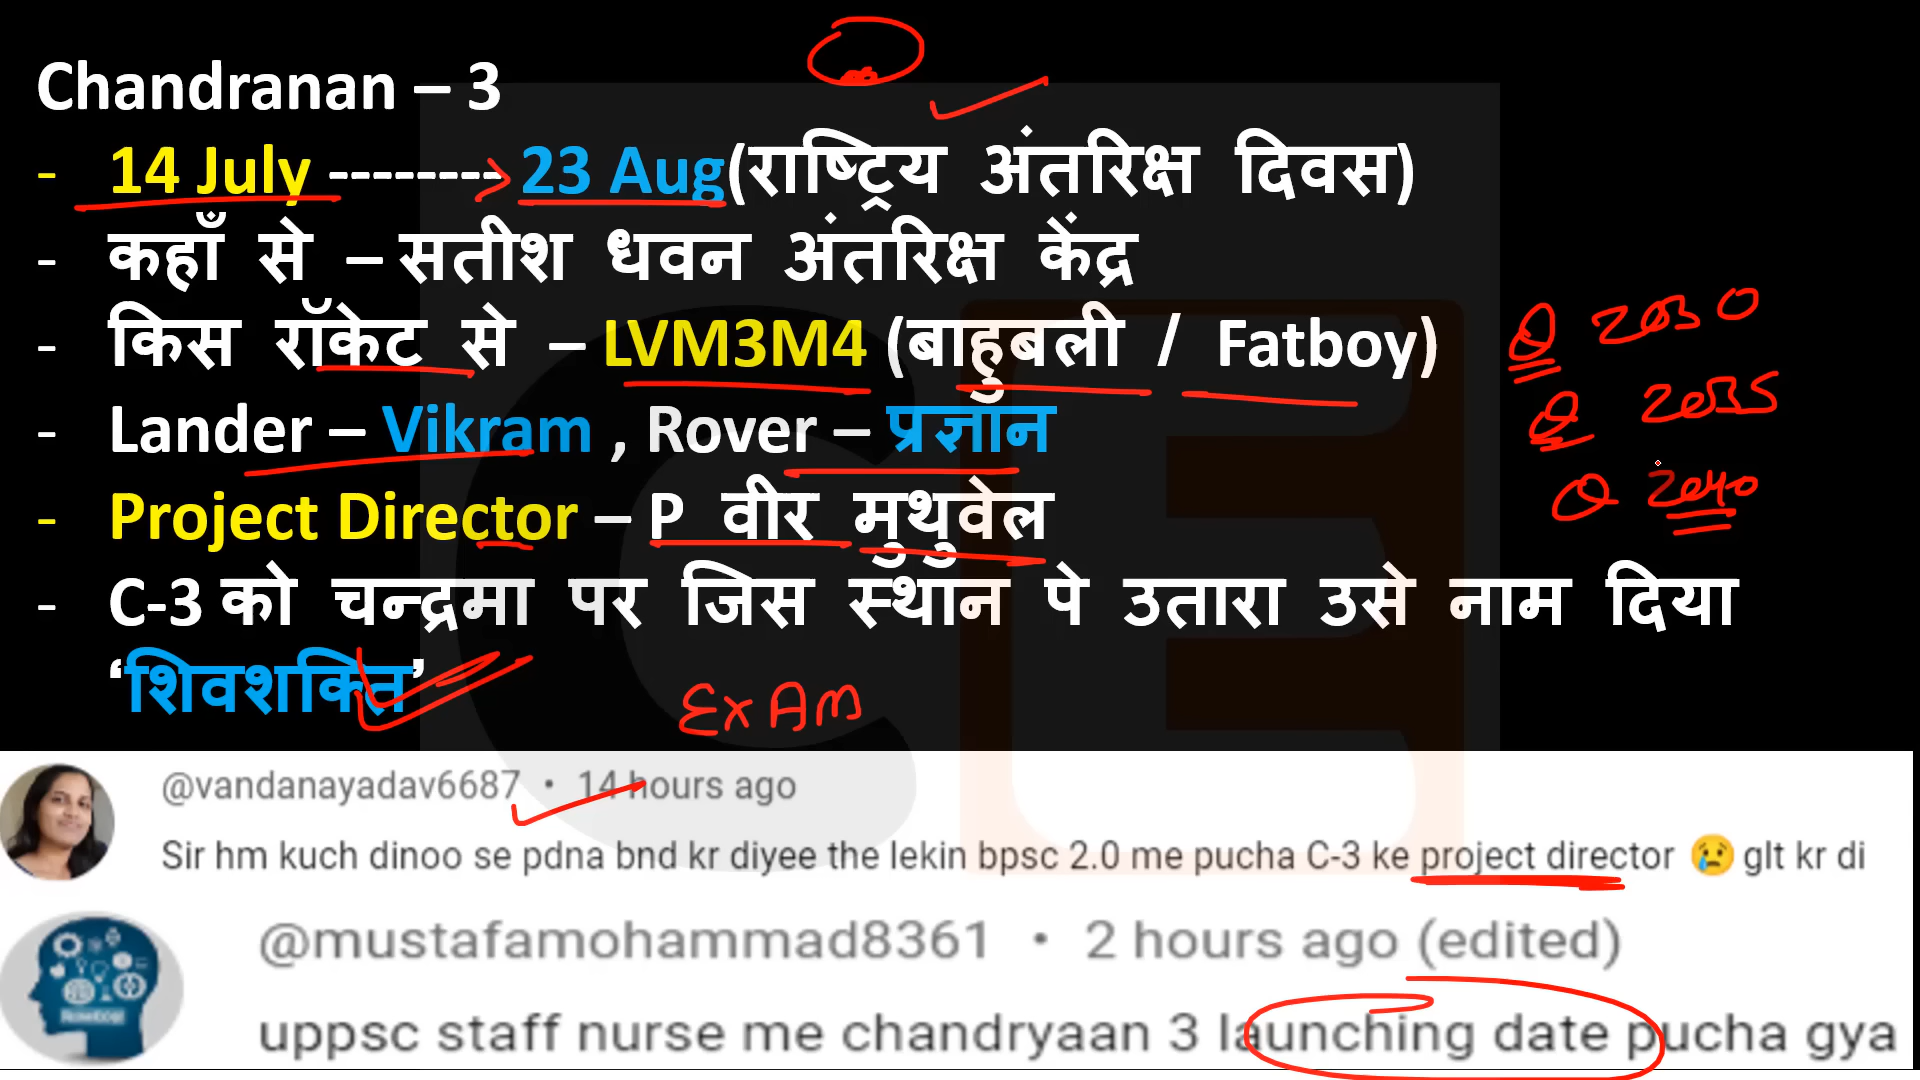 Chandranan – 3
- 14 July -------- 23 Aug(राष्ट्रिय अंतरिक्ष दिवस)
- कहाँ से – सतीश धवन अंतरिक्ष केंद्र
- किस रॉकेट से – LVM3M4 (बाहुबली / Fatboy)
Q 2030
- Lander – Vikram , Rover – प्रज्ञान
Q 2035
- Project Director – P वीर मुथुवेल
Q 2040
- C-3 को चन्द्रमा पर जिस स्थान पे उतारा उसे नाम दिया
‘शिवशक्ति’
ExAm
@vandanayadav6687 • 14 hours ago
Sir hm kuch dinoo se pdna bnd kr diyee the lekin bpsc 2.0 me pucha C-3 ke project director 😢 glt kr di
@mustafamohammad8361 • 2 hours ago (edited)
uppsc staff nurse me chandryaan 3 launching date pucha gya